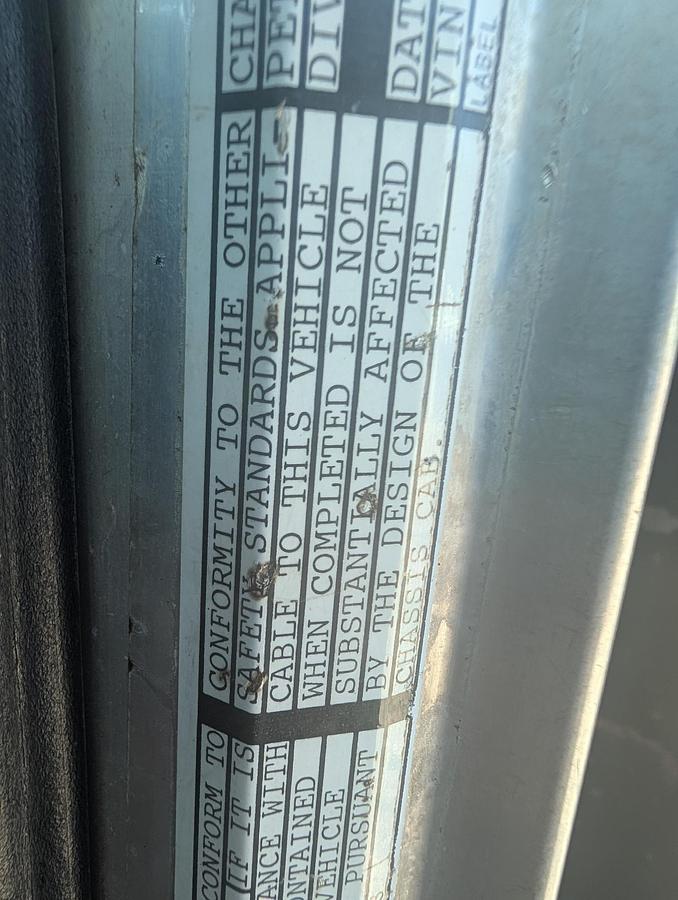 CONFORMITY TO THE OTHER
SAFETY STANDARDS APPLI-
CABLE TO THIS VEHICLE
WHEN COMPLETED IS NOT
SUBSTANTIALLY AFFECTED
BY THE DESIGN OF THE
CHASSIS CAB.
CONFORM TO
(IF IT IS
ANCE WITH
ONTAINED
VEHICLE
PURSUANT
CHA
PET
DIV
DAT
VIN
LABEL